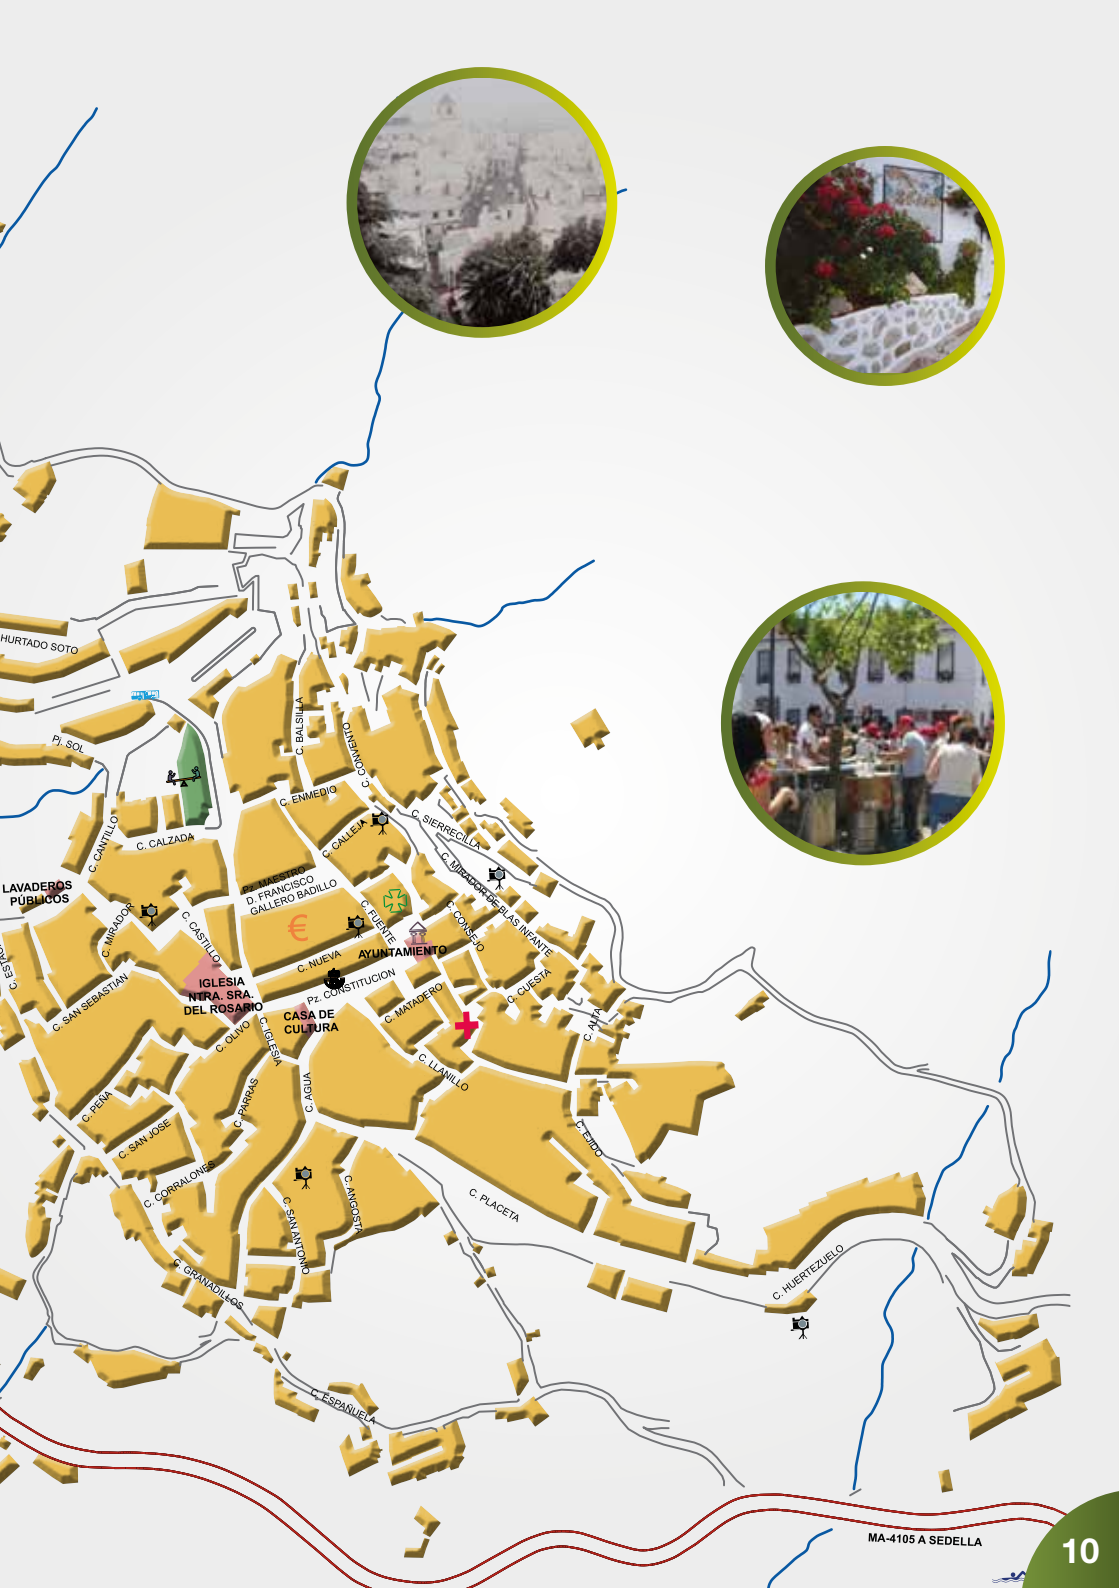 HURTADO SOTO
Pj. SOL
C. BALSILLA
C. CONVENTO
C. ENMEDIO
C. SIERRECILLA
C. CALLEJA
C. CANTILLO
C. CALZADA
C. MIRADOR DE BLAS INFANTE
Pz. MAESTRO
D. FRANCISCO
GALLERO BADILLO
LAVADEROS
PÚBLICOS
C. MIRADOR
C. CASTILLO
C. FUENTE
C. CONSEJO
€
AYUNTAMIENTO
C. NUEVA
C. SAN SEBASTIAN
IGLESIA
NTRA. SRA.
DEL ROSARIO
Pz. CONSTITUCION
C. MATADERO
C. CUESTA
CASA DE
CULTURA
C. ALTA
C. OLIVO
C. IGLESIA
C. LLANILLO
C. AGUA
C. PARRAS
C. PEÑA
C. SAN JOSE
C. EJIDO
C. CORRALONES
C. ANGOSTA
C. SAN ANTONIO
C. PLACETA
C. GRANADILLOS
C. HUERTEZUELO
C. ESPAÑUELA
MA-4105 A SEDELLA
10